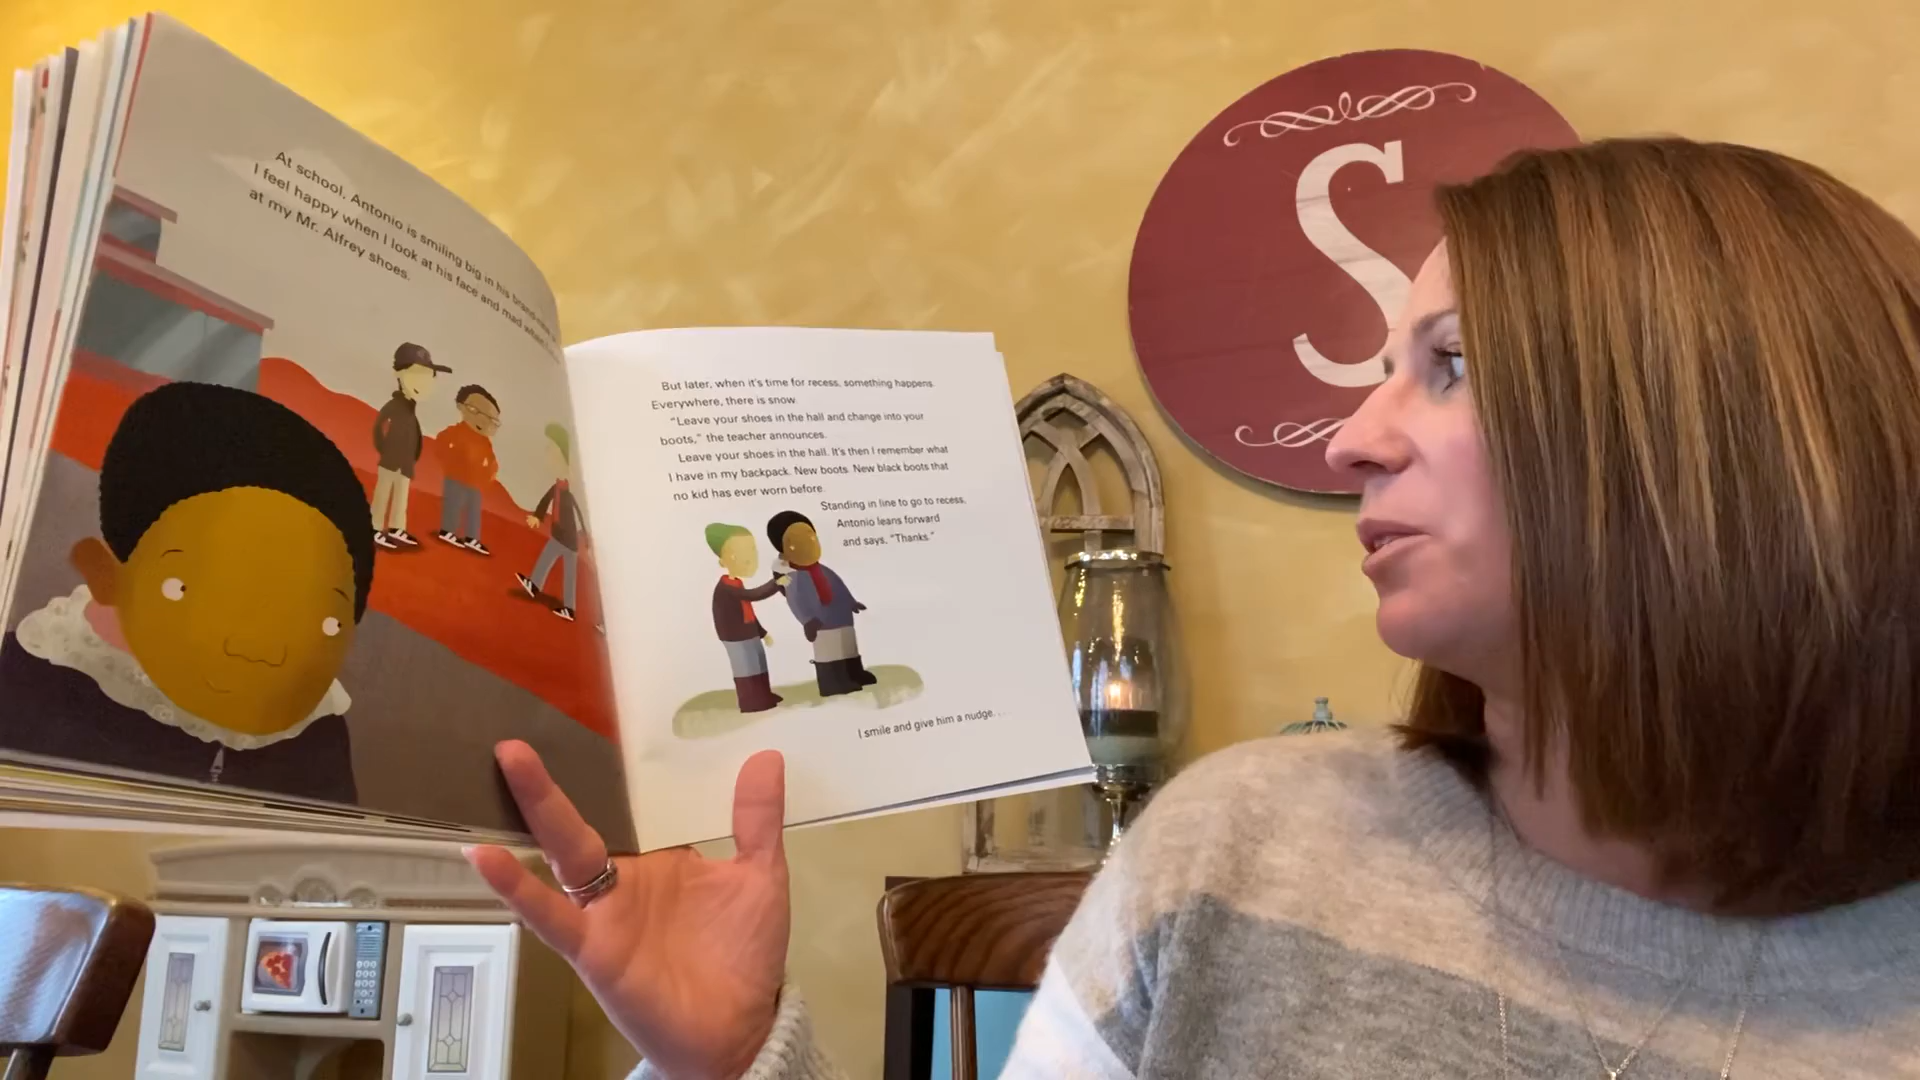 At school, Antonio is smiling big in his brand-new
I feel happy when I look at his face and mad when I
at my Mr. Alfrey shoes.
But later, when it's time for recess, something happens.
Everywhere, there is snow.
"Leave your shoes in the hall and change into your
boots," the teacher announces.
Leave your shoes in the hall. It's then I remember what
I have in my backpack. New boots. New black boots that
no kid has ever worn before.
Standing in line to go to recess,
Antonio leans forward
and says, "Thanks."
I smile and give him a nudge. . . .
S